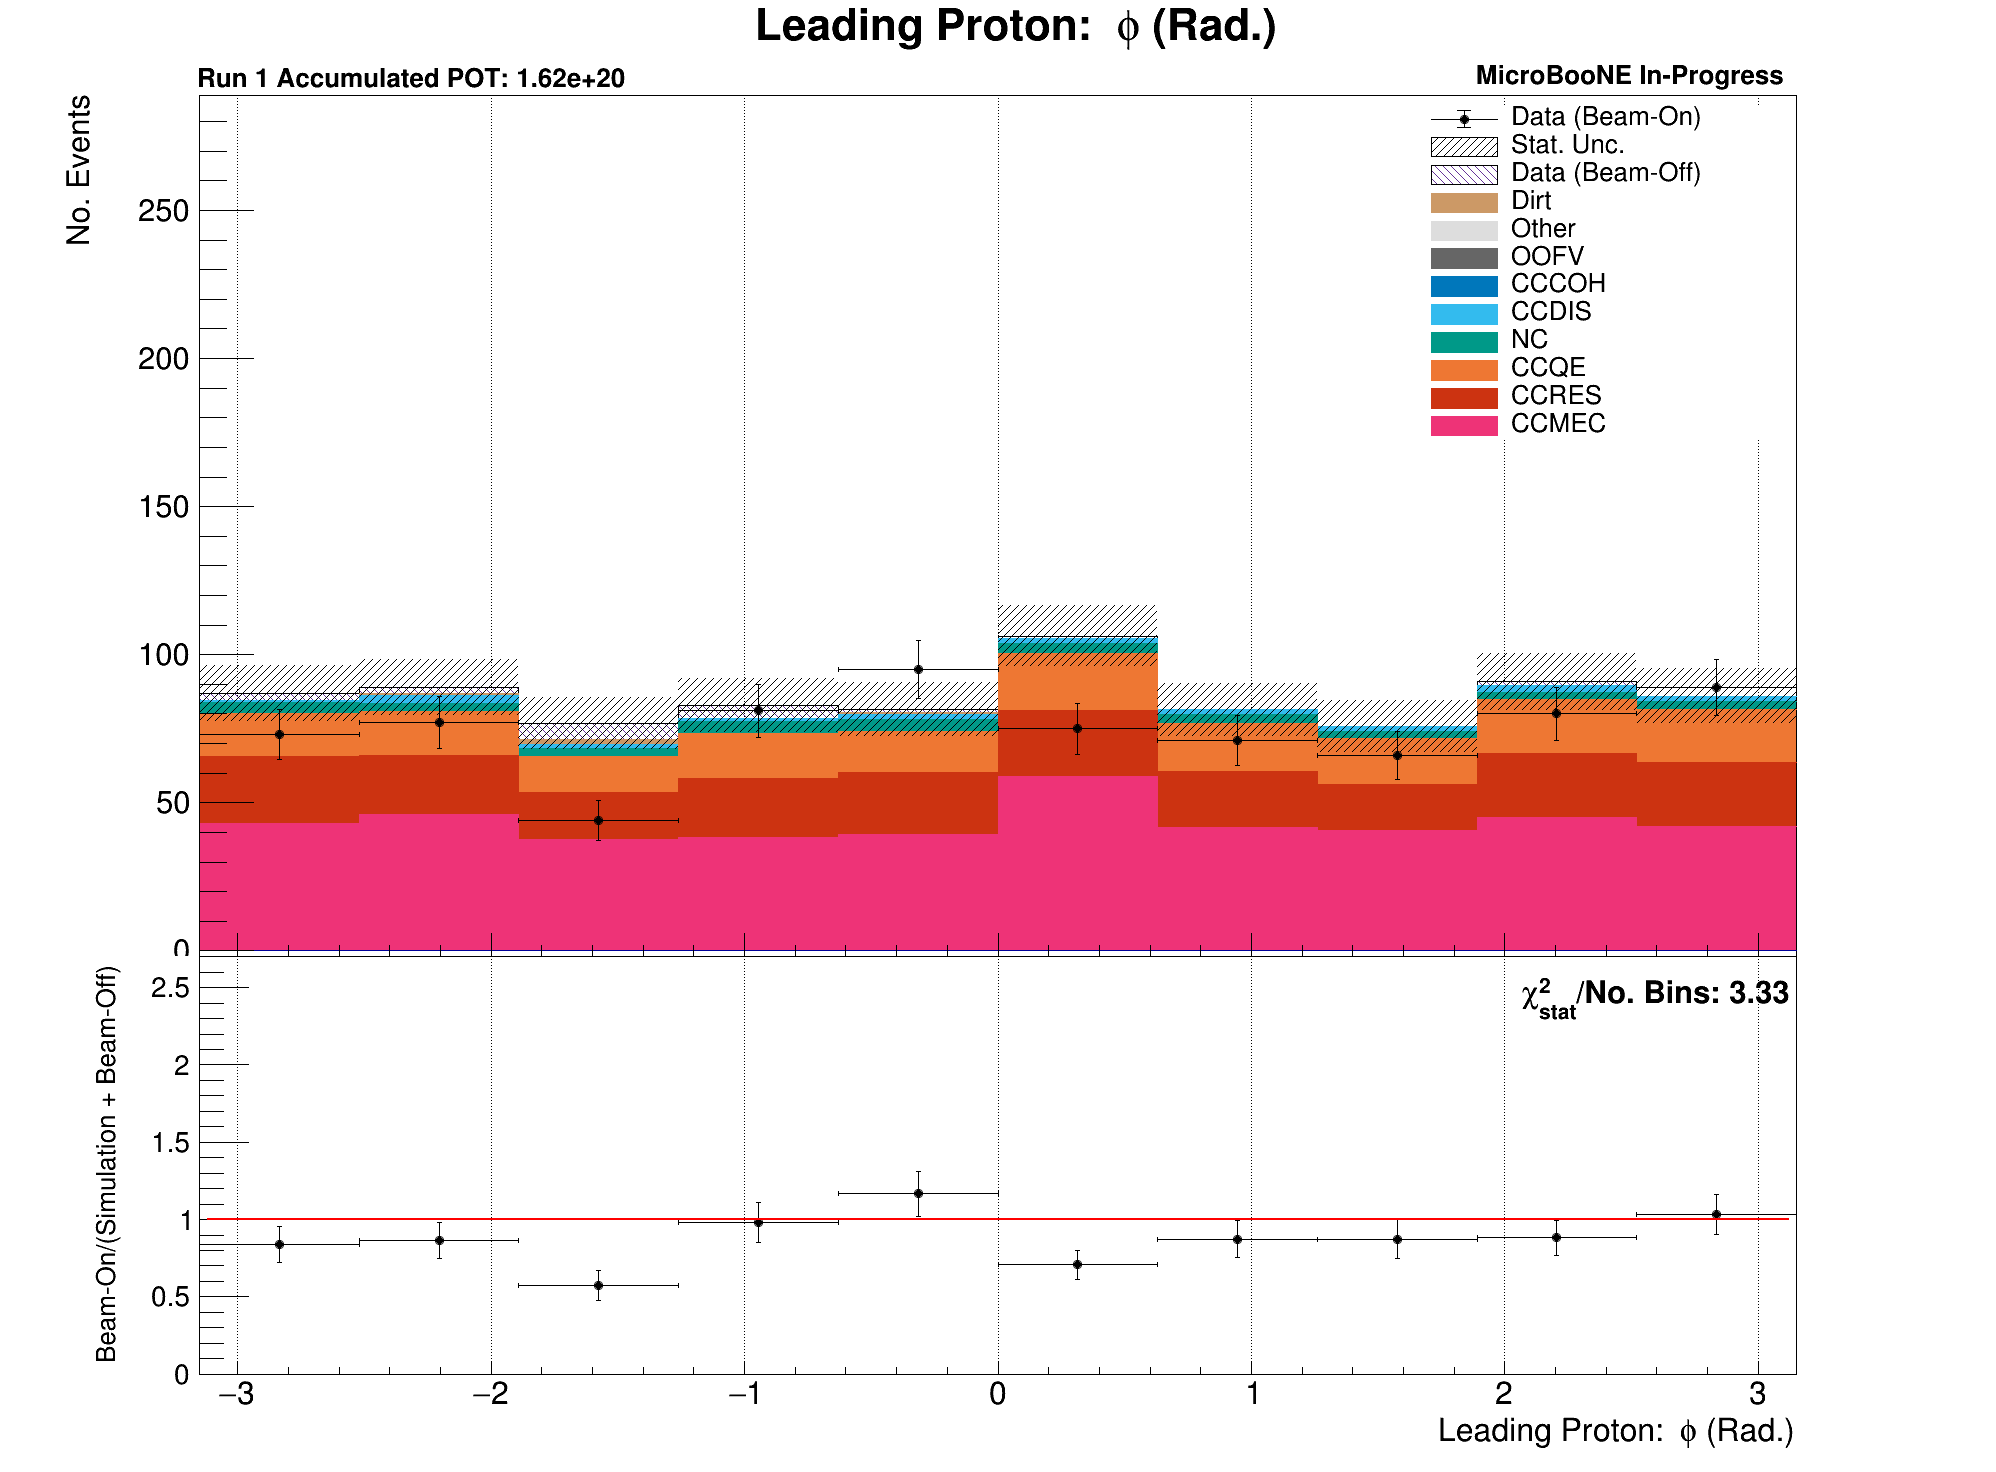 Leading Proton: ϕ (Rad.)
Run 1 Accumulated POT: 1.62e+20
MicroBooNE In-Progress
No. Events
250
200
150
100
50
0
Data (Beam-On)
Stat. Unc.
Data (Beam-Off)
Dirt
Other
OOFV
CCCOH
CCDIS
NC
CCQE
CCRES
CCMEC
Beam-On/(Simulation + Beam-Off)
2.5
2
1.5
1
0.5
0
χ²stat/No. Bins: 3.33
−3 −2 −1 0 1 2 3
Leading Proton: ϕ (Rad.)